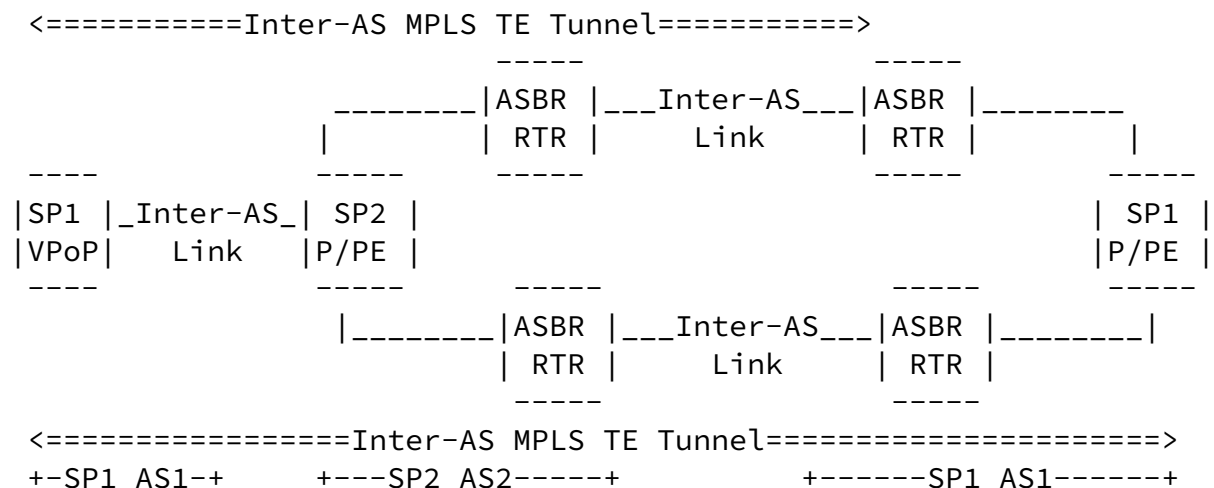 <===========Inter-AS MPLS TE Tunnel===========>
-----                -----
________|ASBR |___Inter-AS___|ASBR |________
|        | RTR |     Link     | RTR |        |
----            -----    -----                -----      -----
|SP1 |_Inter-AS_| SP2 |                                  | SP1 |
|VPoP|   Link   |P/PE |                                  |P/PE |
----            -----     -----                -----     -----
|________|ASBR |___Inter-AS___|ASBR |________|
| RTR |     Link     | RTR |
-----                -----
<=================Inter-AS MPLS TE Tunnel======================>
+-SP1 AS1-+     +---SP2 AS2-----+          +------SP1 AS1------+